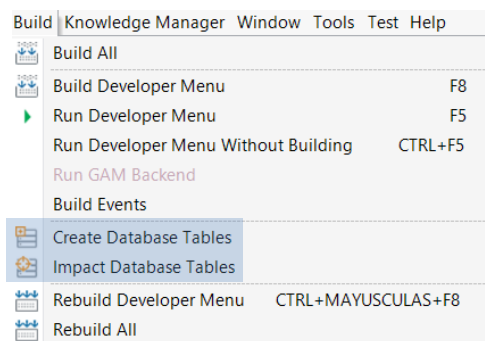 Build Knowledge Manager Window Tools Test Help
Build All
Build Developer Menu F8
Run Developer Menu F5
Run Developer Menu Without Building CTRL+F5
Run GAM Backend
Build Events
Create Database Tables
Impact Database Tables
Rebuild Developer Menu CTRL+MAYUSCULAS+F8
Rebuild All